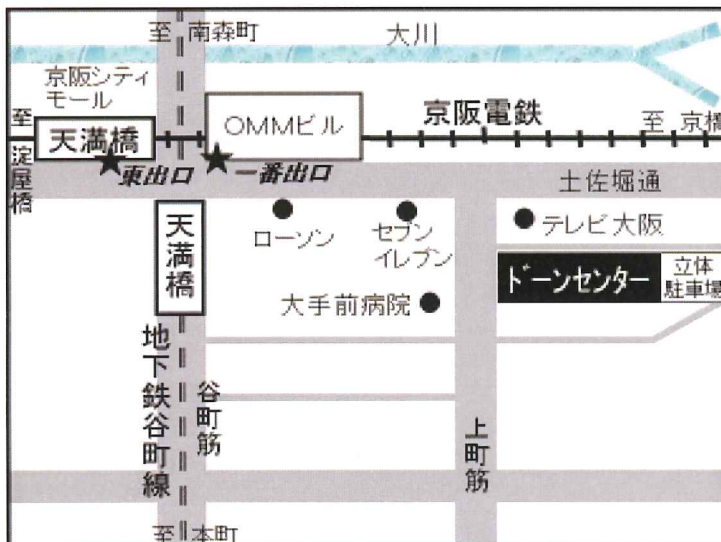 至
南森町
大川
京阪シティ
モール
OMMビル
京阪電鉄
至 京橋
至
淀屋橋
天満橋
東出口
一番出口
土佐堀通
天満橋
ローソン
セブン
イレブン
テレビ大阪
ドーンセンター
立体
駐車場
大手前病院
地下鉄谷町線
谷町筋
上町筋
至
本町